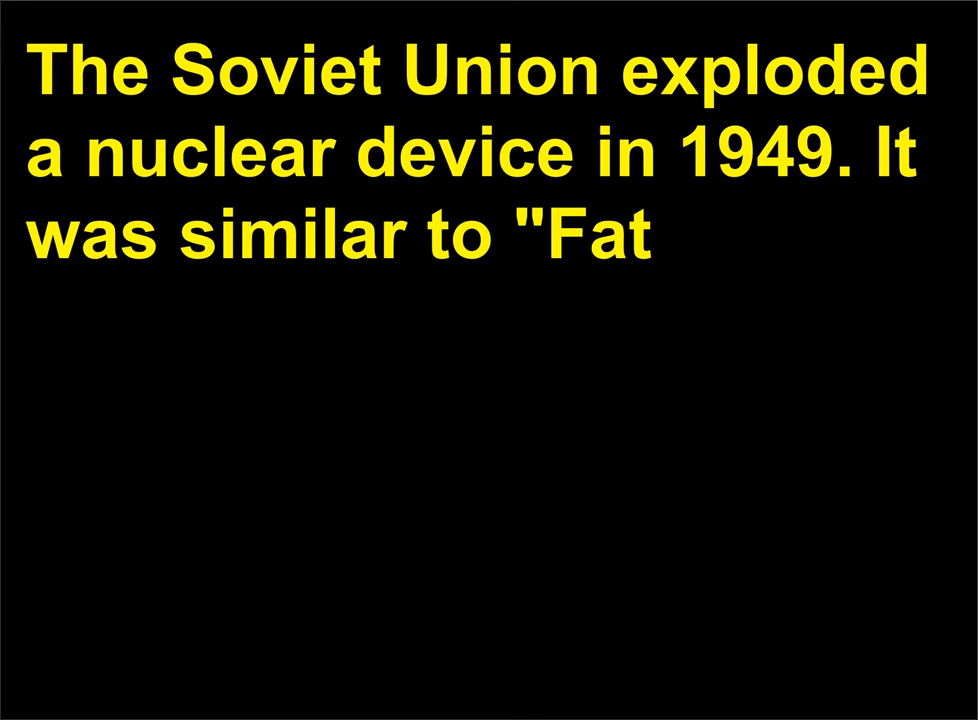 The Soviet Union exploded
a nuclear device in 1949. It
was similar to "Fat